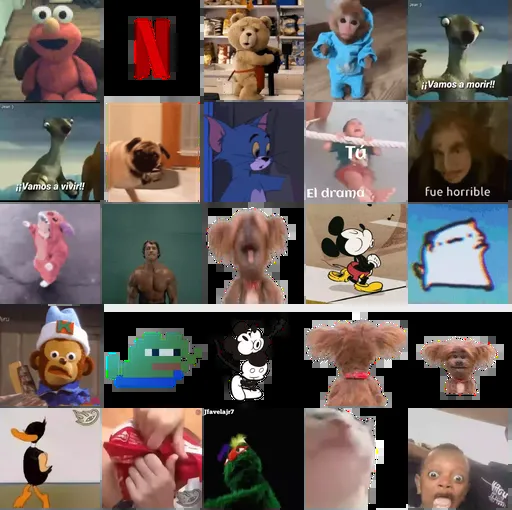 N
¡¡Vamos a morir!!
¡¡Vamos a vivir!!
Tú
El drama
fue horrible
@Jfavelajr7